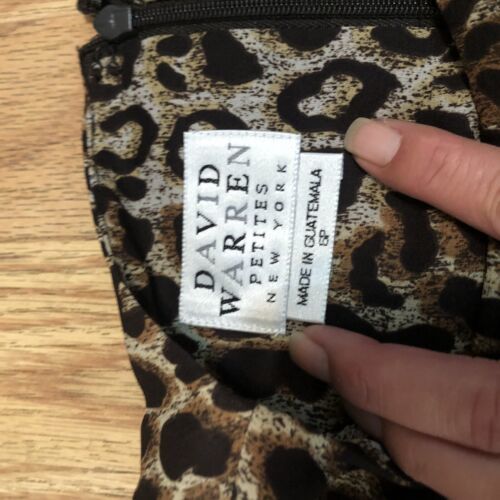 DAVID
WARREN
PETITES
NEW YORK
MADE IN GUATEMALA
6P